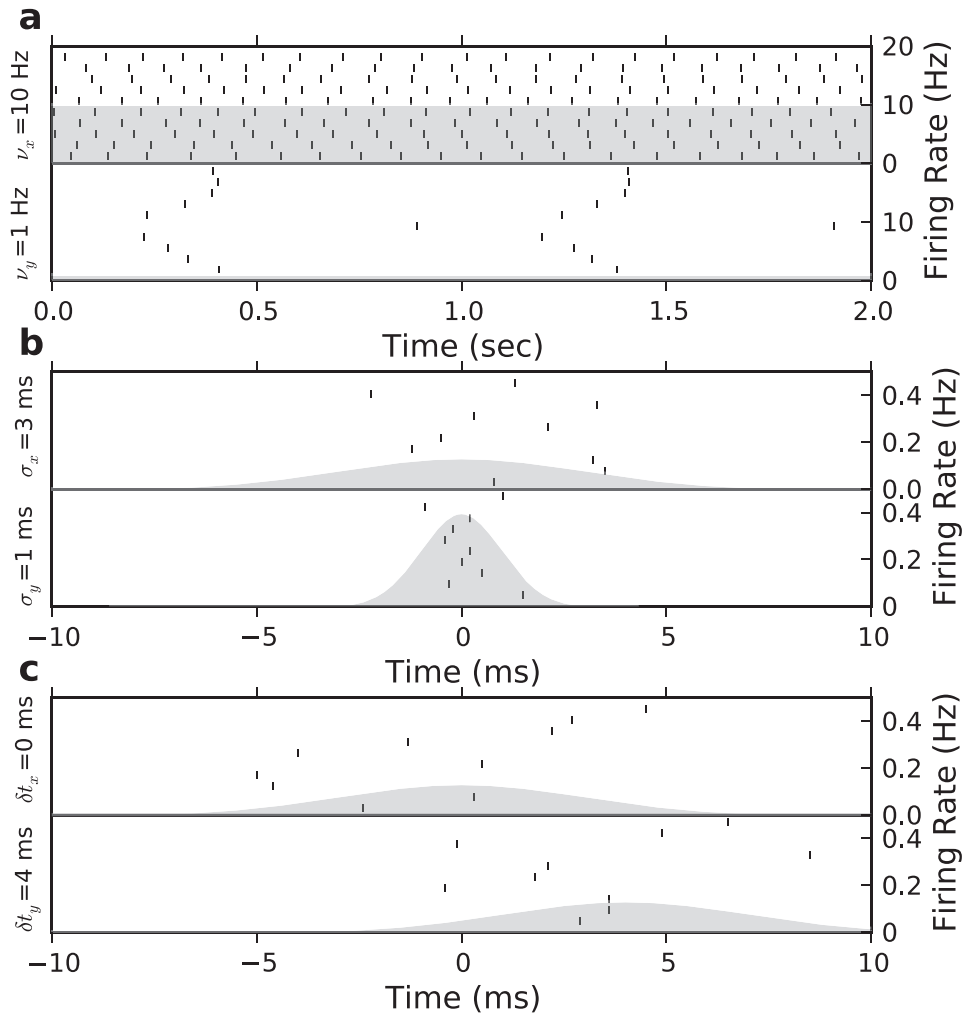 a
ν_x=10 Hz
20
10
0
Firing Rate (Hz)
ν_y=1 Hz
10
0
0.0 0.5 1.0 1.5 2.0
Time (sec)
b
σ_x=3 ms
0.4
0.2
0.0
Firing Rate (Hz)
σ_y=1 ms
0.4
0.2
0
−10 −5 0 5 10
Time (ms)
c
δt_x=0 ms
0.4
0.2
0.0
Firing Rate (Hz)
δt_y=4 ms
0.4
0.2
0
−10 −5 0 5 10
Time (ms)